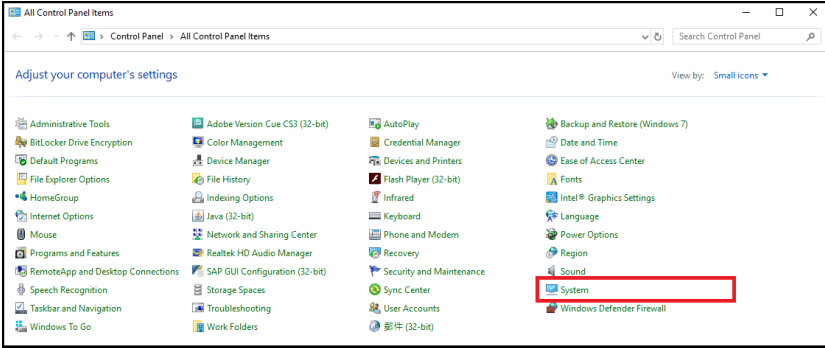 All Control Panel Items
Control Panel > All Control Panel Items
Search Control Panel
Adjust your computer's settings
View by: Small icons
Administrative Tools
Adobe Version Cue CS3 (32-bit)
AutoPlay
Backup and Restore (Windows 7)
BitLocker Drive Encryption
Color Management
Credential Manager
Date and Time
Default Programs
Device Manager
Devices and Printers
Ease of Access Center
File Explorer Options
File History
Flash Player (32-bit)
Fonts
HomeGroup
Indexing Options
Infrared
Intel® Graphics Settings
Internet Options
Java (32-bit)
Keyboard
Language
Mouse
Network and Sharing Center
Phone and Modem
Power Options
Programs and Features
Realtek HD Audio Manager
Recovery
Region
RemoteApp and Desktop Connections
SAP GUI Configuration (32-bit)
Security and Maintenance
Sound
Speech Recognition
Storage Spaces
Sync Center
System
Taskbar and Navigation
Troubleshooting
User Accounts
Windows Defender Firewall
Windows To Go
Work Folders
郵件 (32-bit)